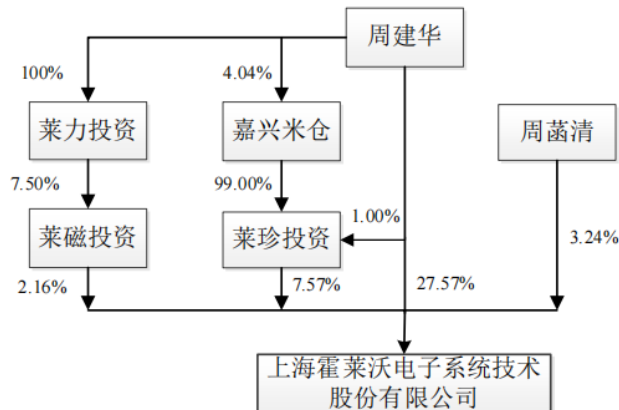 周建华
100%
4.04%
莱力投资
嘉兴米仓
周菡清
7.50%
99.00%
1.00%
莱磁投资
莱珍投资
3.24%
2.16%
7.57%
27.57%
上海霍莱沃电子系统技术
股份有限公司